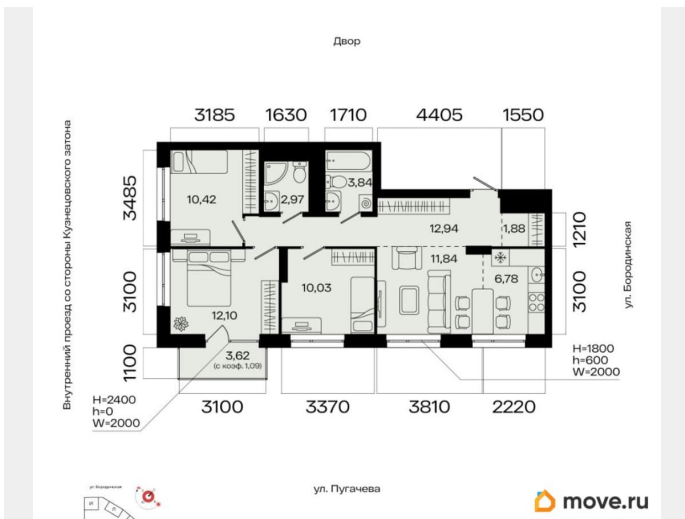 Двор
3185 1630 1710 4405 1550
Внутренний проезд со стороны Кузнецовского затона
3485
3100
1100
10,42
2,97
3,84
12,94
1,88
11,84
6,78
10,03
12,10
3,62
(с коэф. 1,09)
1210
3100
ул. Бородинская
H=1800
h=600
W=2000
H=2400
h=0
W=2000
3100 3370 3810 2220
ул. Пугачева
ул. Бородинская
move.ru